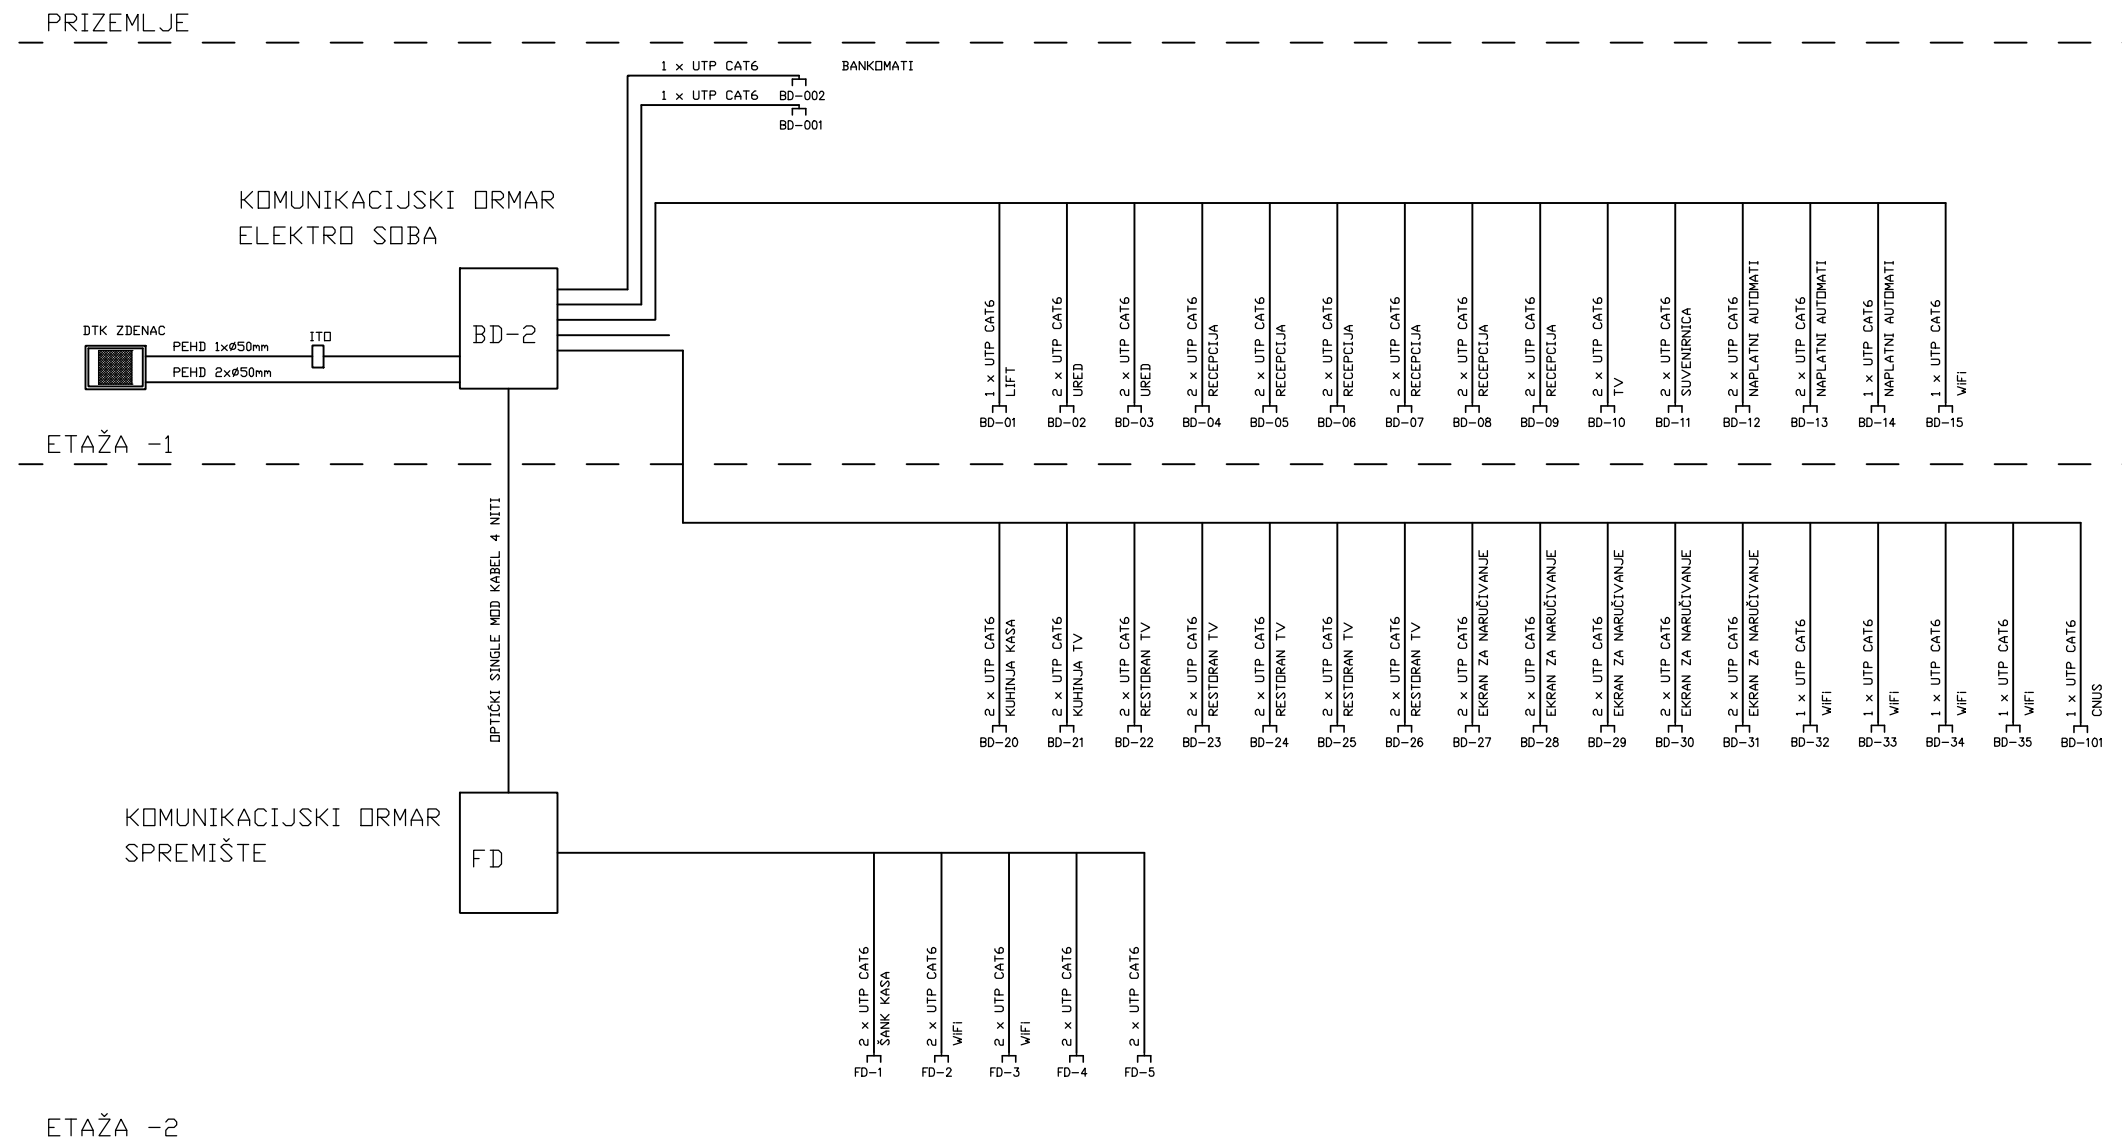 PRIZEMLJE
1 x UTP CAT6
BANKOMATI
BD-002
1 x UTP CAT6
BD-001
KOMUNIKACIJSKI ORMAR
ELEKTRO SOBA
BD-2
DTK ZDENAC
ITO
PEHD 1xØ50mm
PEHD 2xØ50mm
1 x UTP CAT6
LIFT
BD-01
2 x UTP CAT6
URED
BD-02
2 x UTP CAT6
URED
BD-03
2 x UTP CAT6
RECEPCIJA
BD-04
2 x UTP CAT6
RECEPCIJA
BD-05
2 x UTP CAT6
RECEPCIJA
BD-06
2 x UTP CAT6
RECEPCIJA
BD-07
2 x UTP CAT6
RECEPCIJA
BD-08
2 x UTP CAT6
RECEPCIJA
BD-09
2 x UTP CAT6
TV
BD-10
2 x UTP CAT6
SUVENIRNICA
BD-11
2 x UTP CAT6
NAPLATNI AUTOMATI
BD-12
2 x UTP CAT6
NAPLATNI AUTOMATI
BD-13
1 x UTP CAT6
NAPLATNI AUTOMATI
BD-14
1 x UTP CAT6
WiFi
BD-15
ETAŽA -1
OPTIČKI SINGLE MOD KABEL 4 NITI
2 x UTP CAT6
KUHINJA KASA
BD-20
2 x UTP CAT6
KUHINJA TV
BD-21
2 x UTP CAT6
RESTORAN TV
BD-22
2 x UTP CAT6
RESTORAN TV
BD-23
2 x UTP CAT6
RESTORAN TV
BD-24
2 x UTP CAT6
RESTORAN TV
BD-25
2 x UTP CAT6
RESTORAN TV
BD-26
2 x UTP CAT6
EKRAN ZA NARUČIVANJE
BD-27
2 x UTP CAT6
EKRAN ZA NARUČIVANJE
BD-28
2 x UTP CAT6
EKRAN ZA NARUČIVANJE
BD-29
2 x UTP CAT6
EKRAN ZA NARUČIVANJE
BD-30
2 x UTP CAT6
EKRAN ZA NARUČIVANJE
BD-31
1 x UTP CAT6
WiFi
BD-32
1 x UTP CAT6
WiFi
BD-33
1 x UTP CAT6
WiFi
BD-34
1 x UTP CAT6
WiFi
BD-35
1 x UTP CAT6
CNUS
BD-101
KOMUNIKACIJSKI ORMAR
SPREMIŠTE
FD
2 x UTP CAT6
ŠANK KASA
FD-1
2 x UTP CAT6
WiFi
FD-2
2 x UTP CAT6
WiFi
FD-3
2 x UTP CAT6
FD-4
2 x UTP CAT6
FD-5
ETAŽA -2